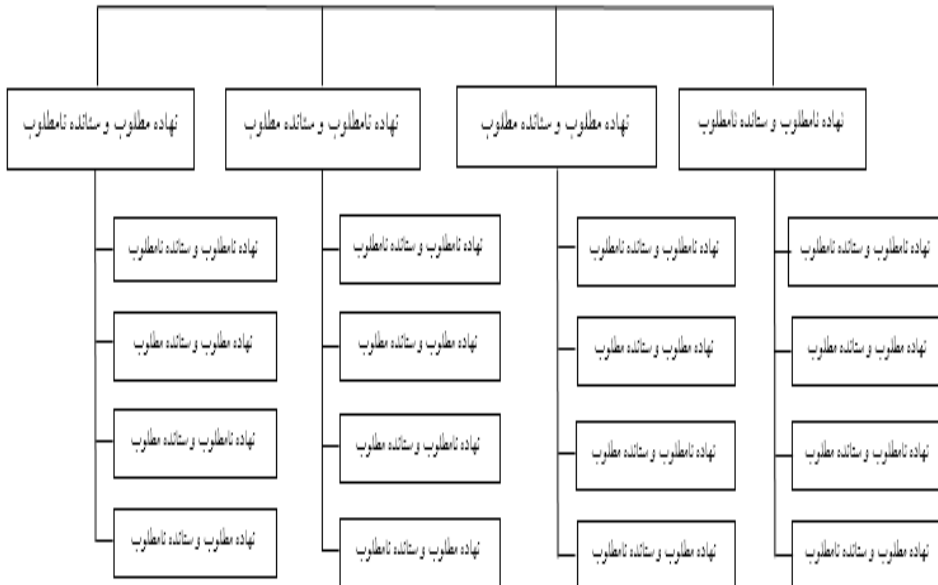 نهاده نامطلوب و ستانده نامطلوب
نهاده مطلوب و ستانده مطلوب
نهاده نامطلوب و ستانده مطلوب
نهاده مطلوب و ستانده نامطلوب
نهاده نامطلوب و ستانده نامطلوب
نهاده نامطلوب و ستانده نامطلوب
نهاده نامطلوب و ستانده نامطلوب
نهاده نامطلوب و ستانده نامطلوب
نهاده مطلوب و ستانده مطلوب
نهاده مطلوب و ستانده مطلوب
نهاده مطلوب و ستانده مطلوب
نهاده مطلوب و ستانده مطلوب
نهاده نامطلوب و ستانده مطلوب
نهاده نامطلوب و ستانده مطلوب
نهاده نامطلوب و ستانده مطلوب
نهاده نامطلوب و ستانده مطلوب
نهاده مطلوب و ستانده نامطلوب
نهاده مطلوب و ستانده نامطلوب
نهاده مطلوب و ستانده نامطلوب
نهاده مطلوب و ستانده نامطلوب